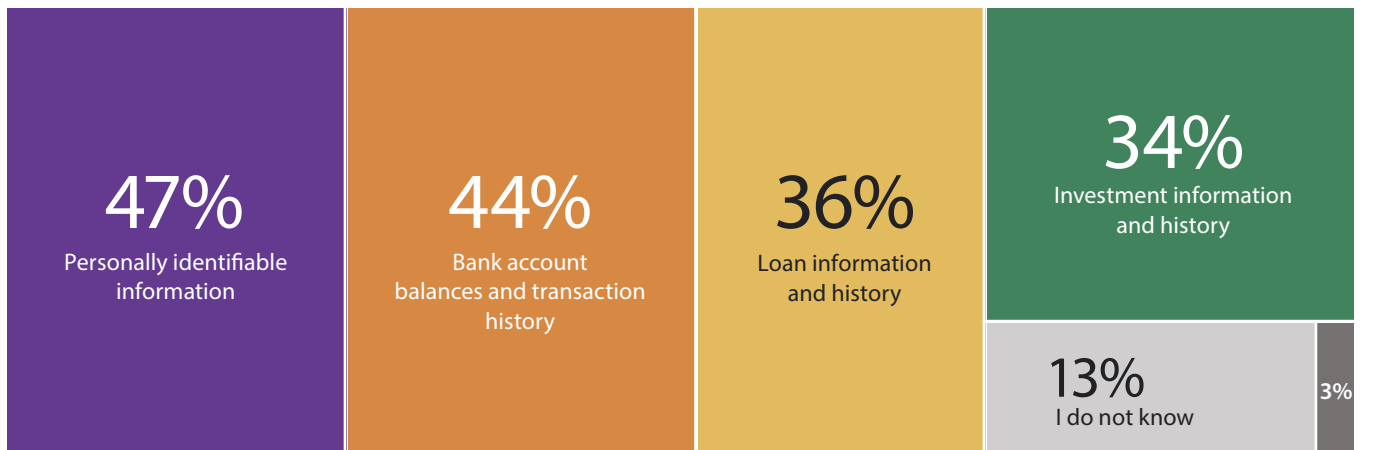 47%
Personally identifiable
information
44%
Bank account
balances and transaction
history
36%
Loan information
and history
34%
Investment information
and history
13%
I do not know
3%